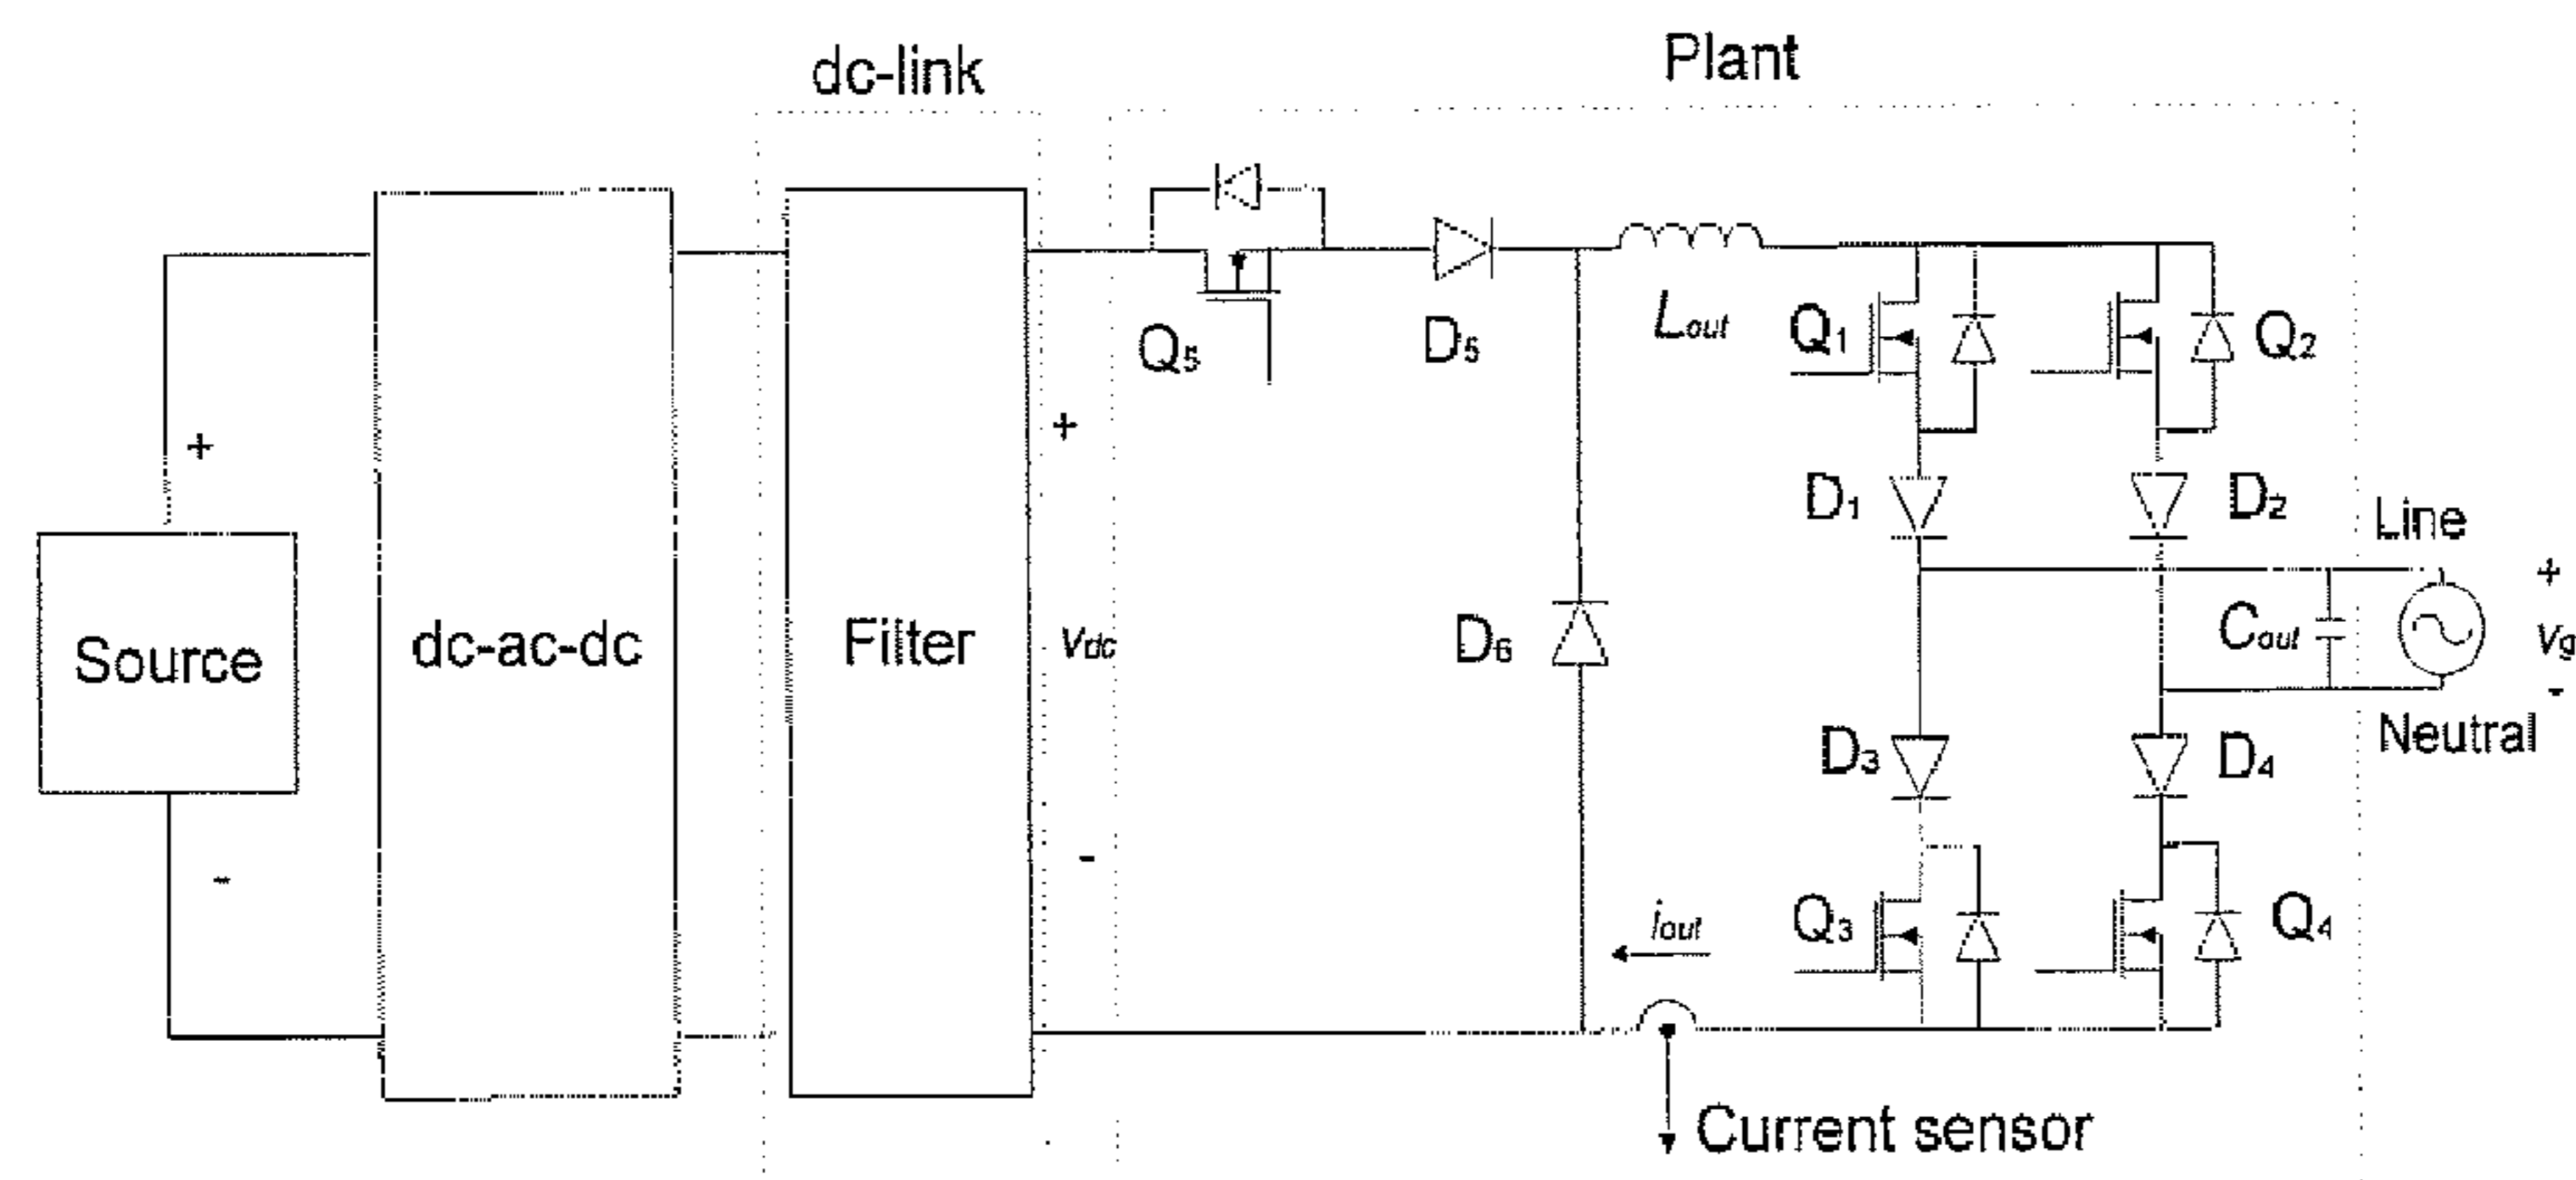 dc-link
Plant
Source
+
-
dc-ac-dc
Filter
+
Vdc
-
Q5
D5
Lout
D6
Q1
Q2
D1
D2
Line
+
Cout
Vg
-
Neutral
D3
D4
iout
Q3
Q4
Current sensor